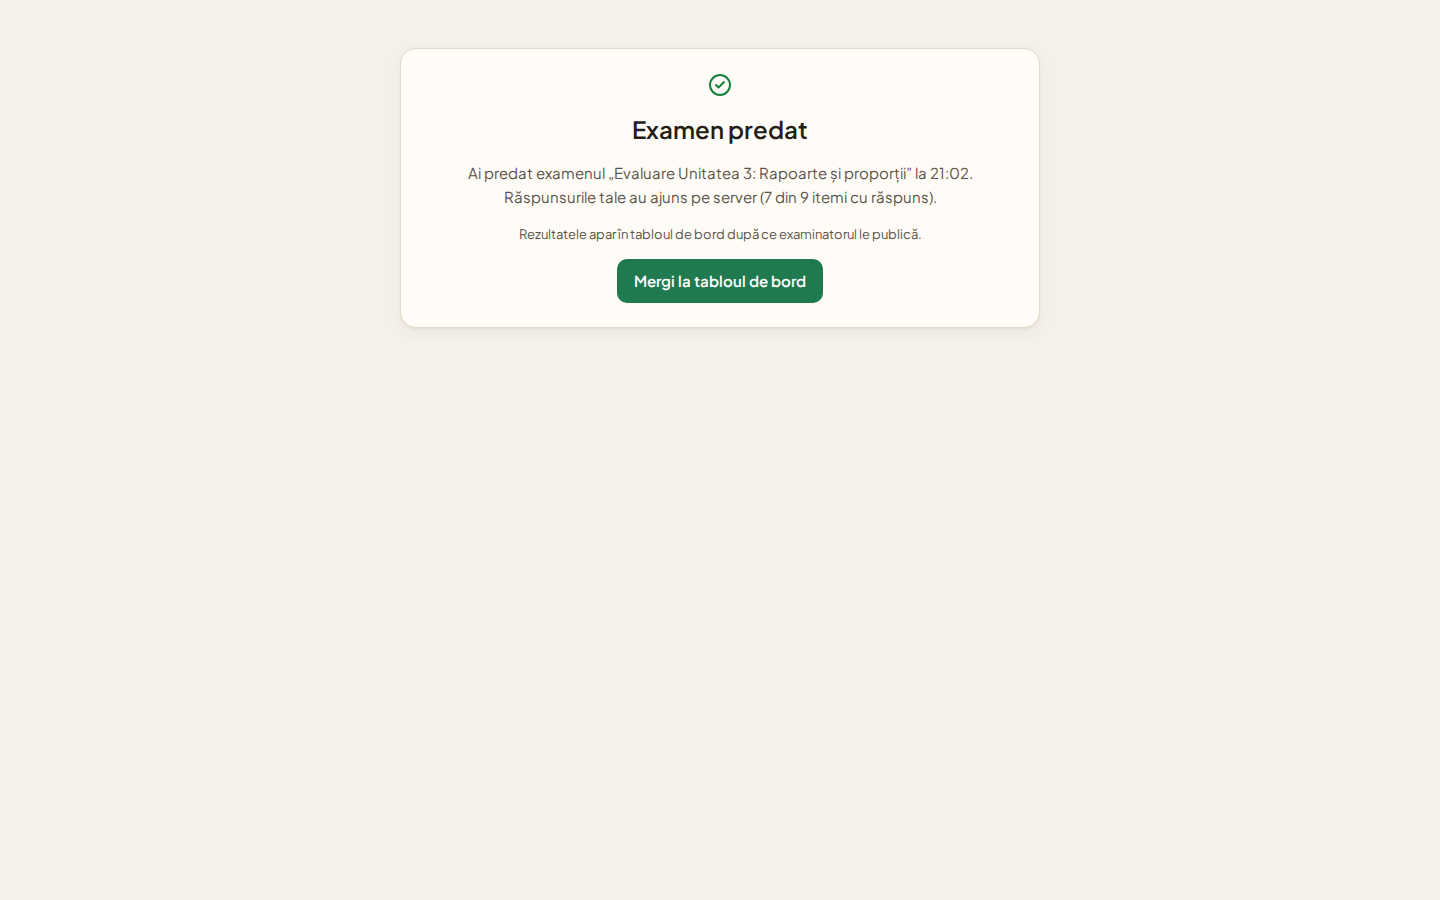 Examen predat
Ai predat examenul „Evaluare Unitatea 3: Rapoarte și proporții” la 21:02.
Răspunsurile tale au ajuns pe server (7 din 9 itemi cu răspuns).
Rezultatele apar în tabloul de bord după ce examinatorul le publică.
Mergi la tabloul de bord